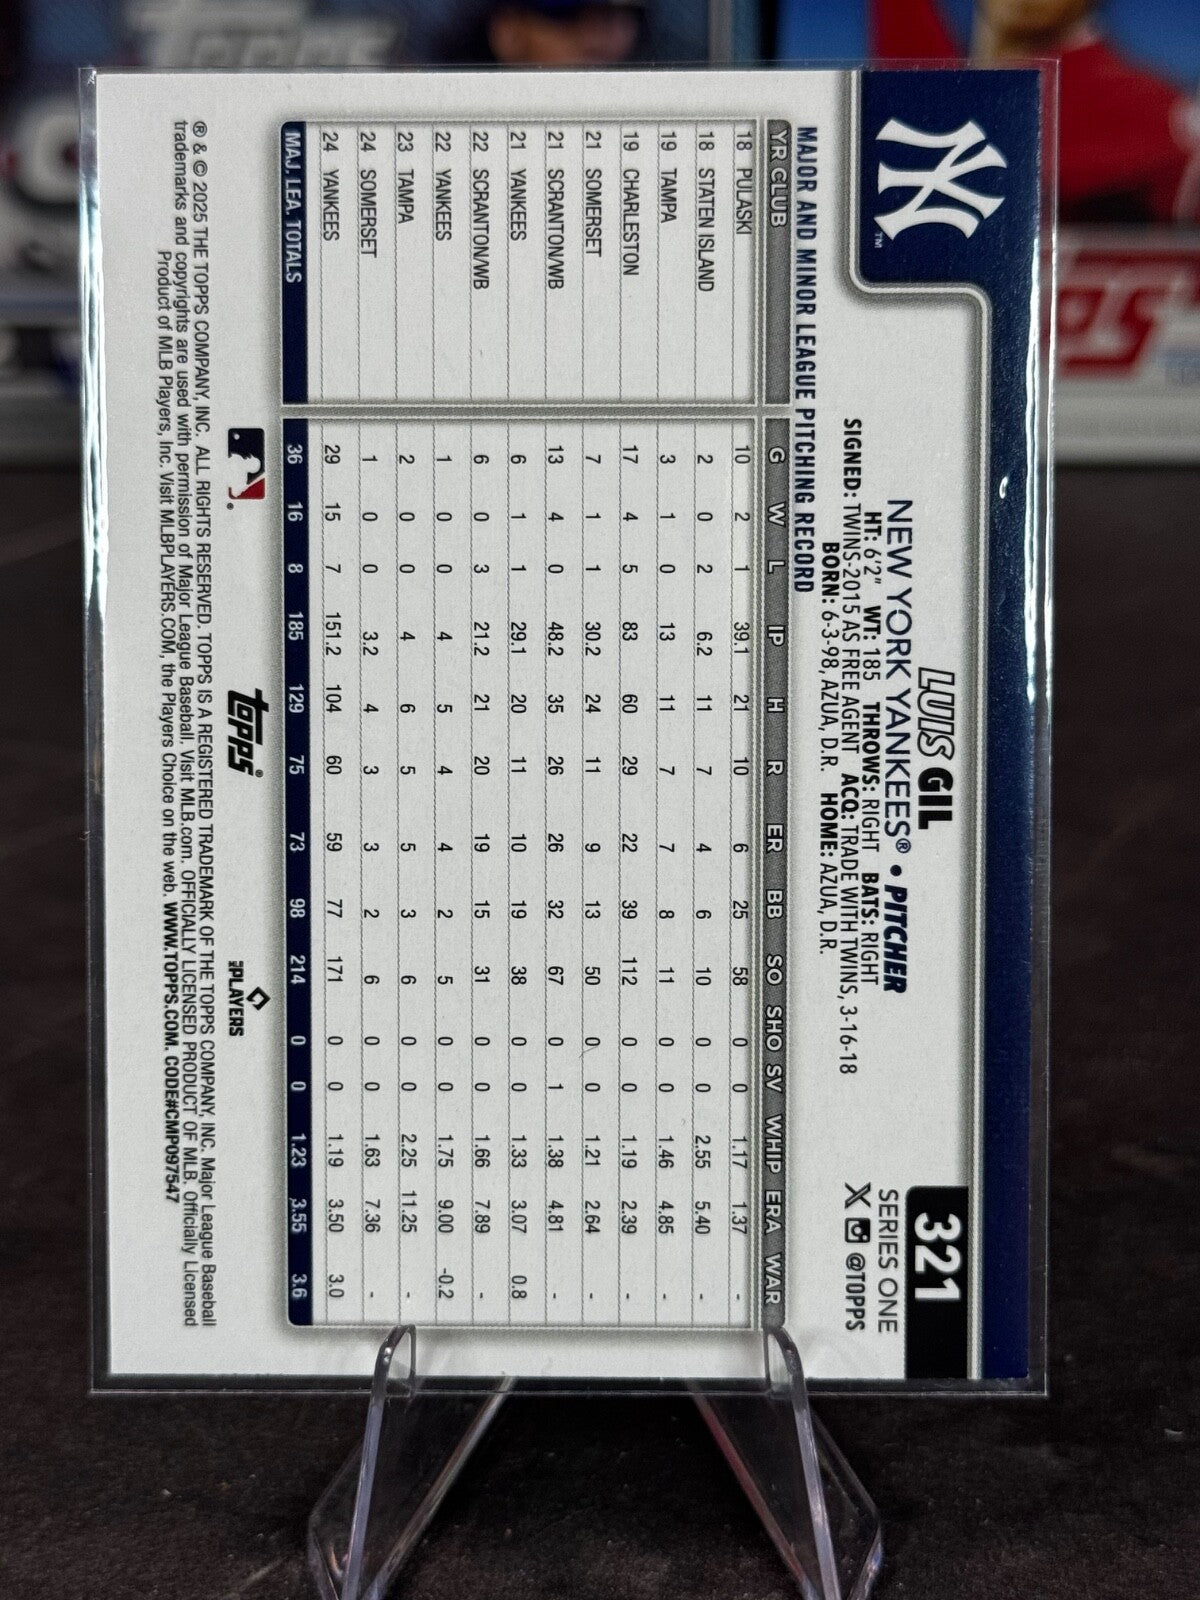 LUIS GIL
NEW YORK YANKEES® • PITCHER
HT: 6'2" WT: 185 THROWS: RIGHT BATS: RIGHT
SIGNED: TWINS-2015 AS FREE AGENT ACQ: TRADE WITH TWINS, 3-16-18
BORN: 6-3-98, AZUA, D.R. HOME: AZUA, D.R.
321
SERIES ONE
@TOPPS
NY ™
MAJOR AND MINOR LEAGUE PITCHING RECORD
YR CLUB G W L IP H R ER BB SO SHO SV WHIP ERA WAR
18 PULASKI 10 2 1 39.1 21 10 6 25 58 0 0 1.17 1.37 -
18 STATEN ISLAND 2 0 2 6.2 11 7 4 6 10 0 0 2.55 5.40 -
19 TAMPA 3 1 0 13 11 7 7 8 11 0 0 1.46 4.85 -
19 CHARLESTON 17 4 5 83 60 29 22 39 112 0 0 1.19 2.39 -
21 SOMERSET 7 1 1 30.2 24 11 9 13 50 0 0 1.21 2.64 -
21 SCRANTON/WB 13 4 0 48.2 35 26 26 32 67 0 1 1.38 4.81 -
21 YANKEES 6 1 1 29.1 20 11 10 19 38 0 0 1.33 3.07 0.8
22 SCRANTON/WB 6 0 3 21.2 21 20 19 15 31 0 0 1.66 7.89 -
22 YANKEES 1 0 0 4 5 4 4 2 5 0 0 1.75 9.00 -0.2
23 TAMPA 2 0 0 4 6 5 5 3 6 0 0 2.25 11.25 -
24 SOMERSET 1 0 0 3.2 4 3 3 2 6 0 0 1.63 7.36 -
24 YANKEES 29 15 7 151.2 104 60 59 77 171 0 0 1.19 3.50 3.0
MAJ. LEA. TOTALS 36 16 8 185 129 75 73 98 214 0 0 1.23 3.55 3.6
topps® PLAYERS
® & © 2025 THE TOPPS COMPANY, INC. ALL RIGHTS RESERVED. TOPPS IS A REGISTERED TRADEMARK OF THE TOPPS COMPANY, INC. Major League Baseball
trademarks and copyrights are used with permission of Major League Baseball. Visit MLB.com. OFFICIALLY LICENSED PRODUCT OF MLB. Officially Licensed
Product of MLB Players, Inc. Visit MLBPLAYERS.COM, the Players Choice on the web. WWW.TOPPS.COM. CODE#CMP097547
Topps